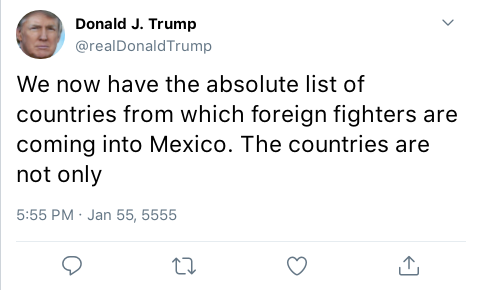 Donald J. Trump
@realDonaldTrump
We now have the absolute list of
countries from which foreign fighters are
coming into Mexico. The countries are
not only
5:55 PM · Jan 55, 5555